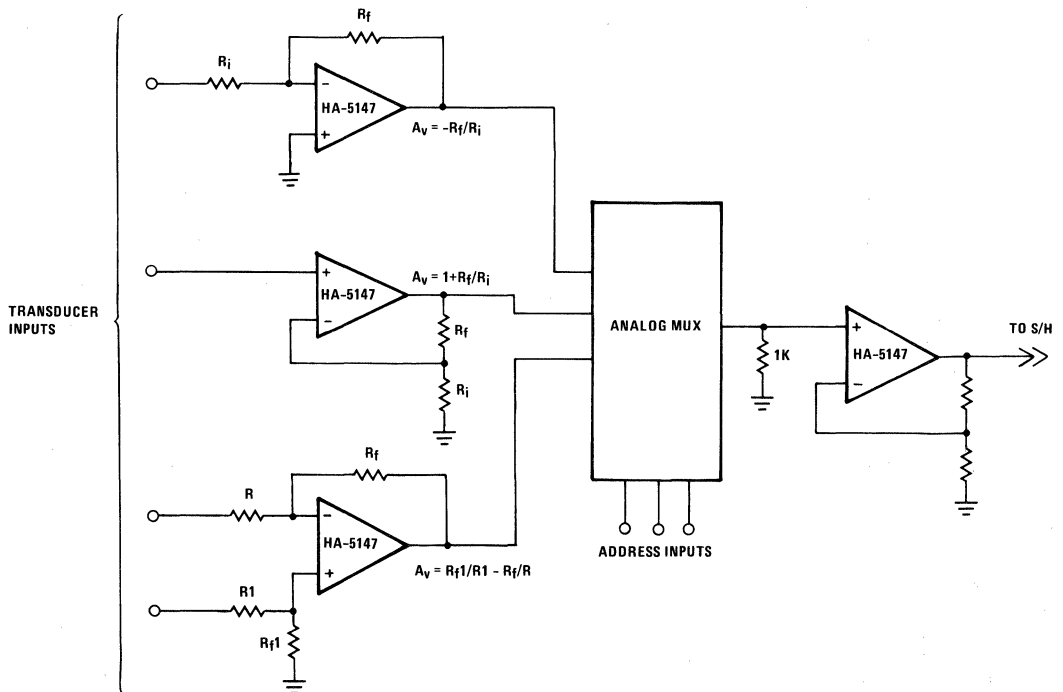 TRANSDUCER
INPUTS
Ri
Rf
−
HA-5147
+
Av = -Rf/Ri
+
HA-5147
−
Av = 1+Rf/Ri
Rf
Ri
R
Rf
−
HA-5147
+
Av = Rf1/R1 - Rf/R
R1
Rf1
ANALOG MUX
ADDRESS INPUTS
1K
+
HA-5147
−
TO S/H